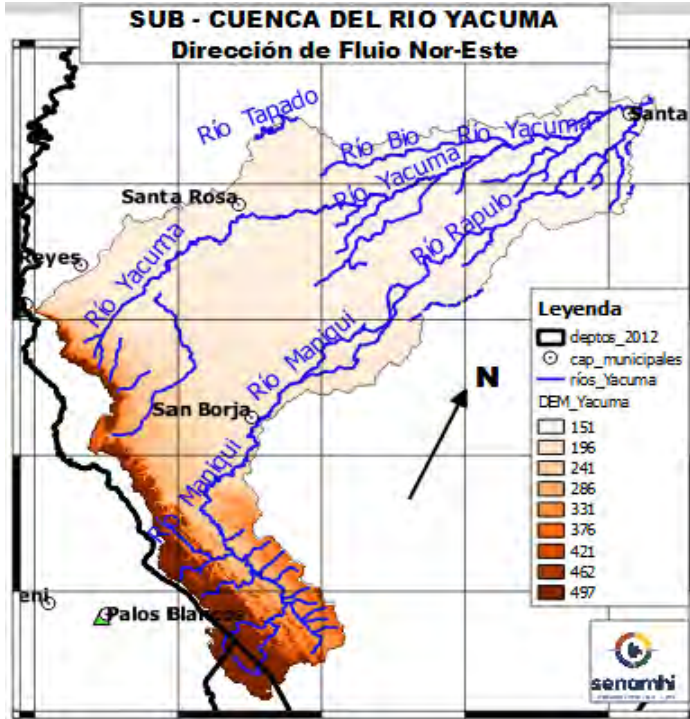 SUB - CUENCA DEL RIO YACUMA
Dirección de Fluio Nor-Este
Río Tapado
Río Bio
Río Yacuma
Santa
Río Yacuma
Santa Rosa
Río Rapulo
Reyes
Río Yacuma
Río Maniqui
San Borja
N
Río Maniqui
eni
Palos Blancos
Leyenda
deptos_2012
cap_municipales
ríos_Yacuma
DEM_Yacuma
151
196
241
286
331
376
421
462
497
senamhi